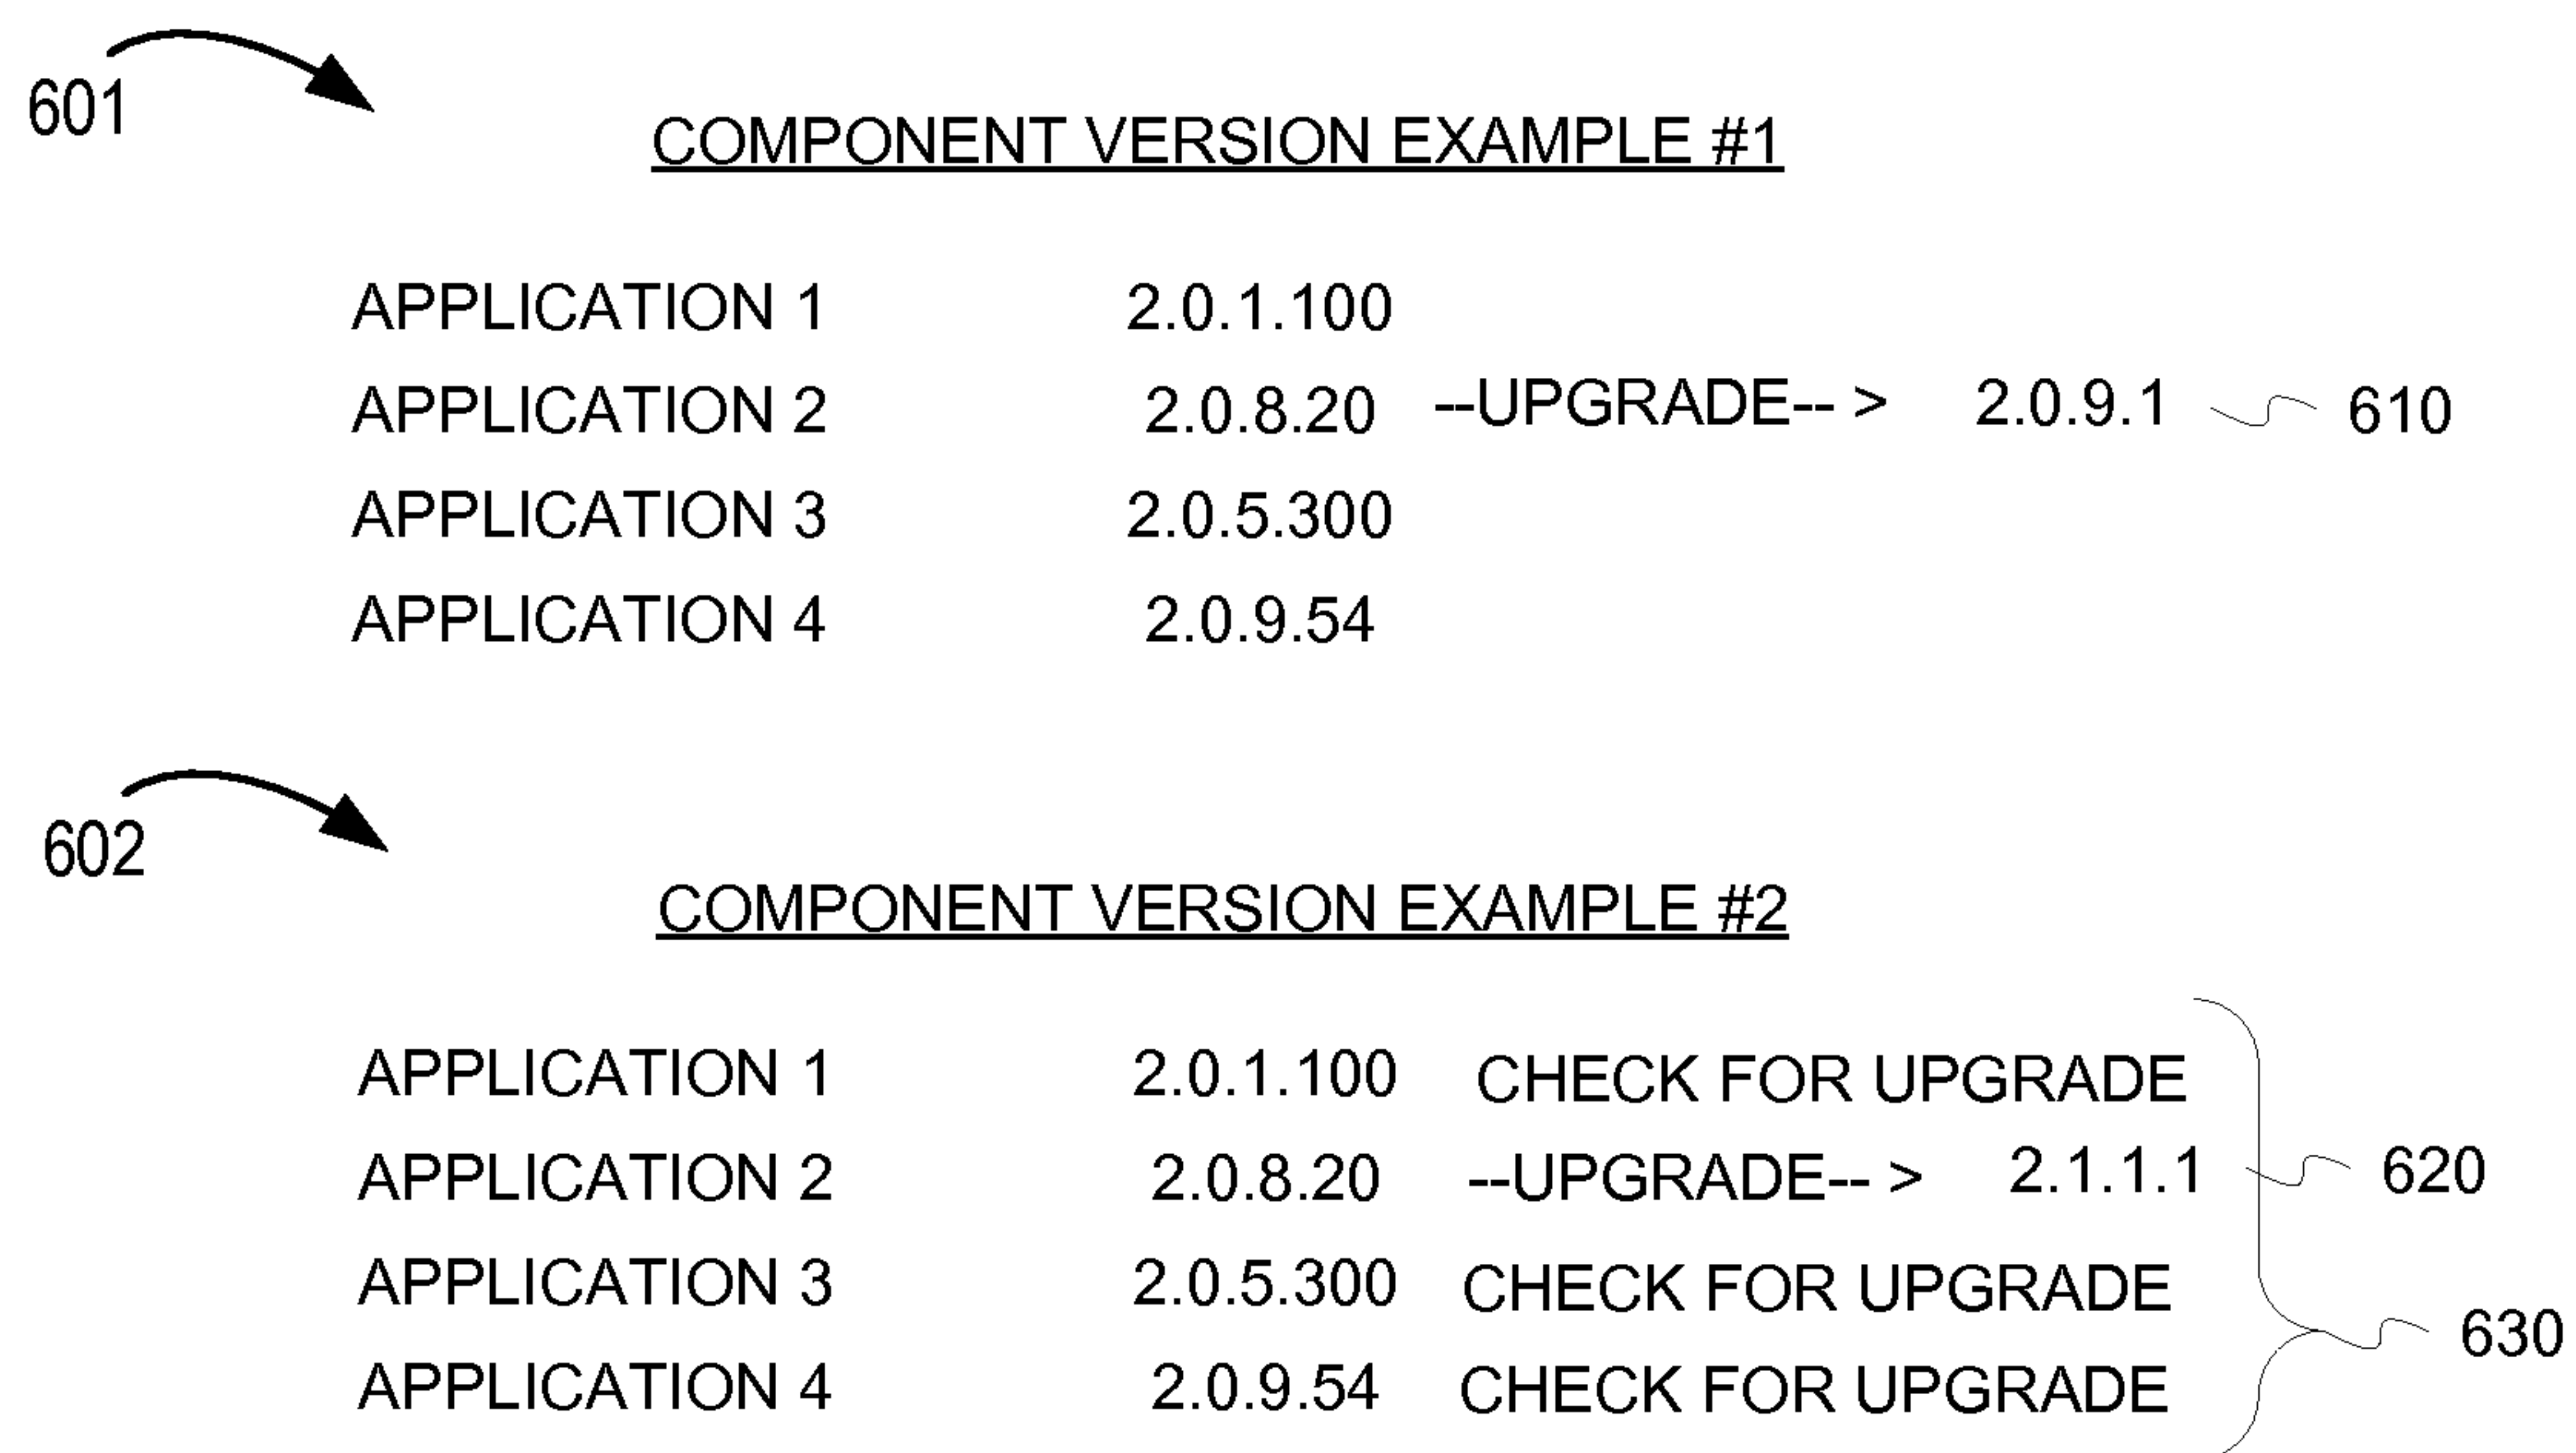 601
COMPONENT VERSION EXAMPLE #1
APPLICATION 1 2.0.1.100
APPLICATION 2 2.0.8.20 --UPGRADE-- > 2.0.9.1 610
APPLICATION 3 2.0.5.300
APPLICATION 4 2.0.9.54
602
COMPONENT VERSION EXAMPLE #2
APPLICATION 1 2.0.1.100 CHECK FOR UPGRADE
APPLICATION 2 2.0.8.20 --UPGRADE-- > 2.1.1.1 620
APPLICATION 3 2.0.5.300 CHECK FOR UPGRADE
630
APPLICATION 4 2.0.9.54 CHECK FOR UPGRADE